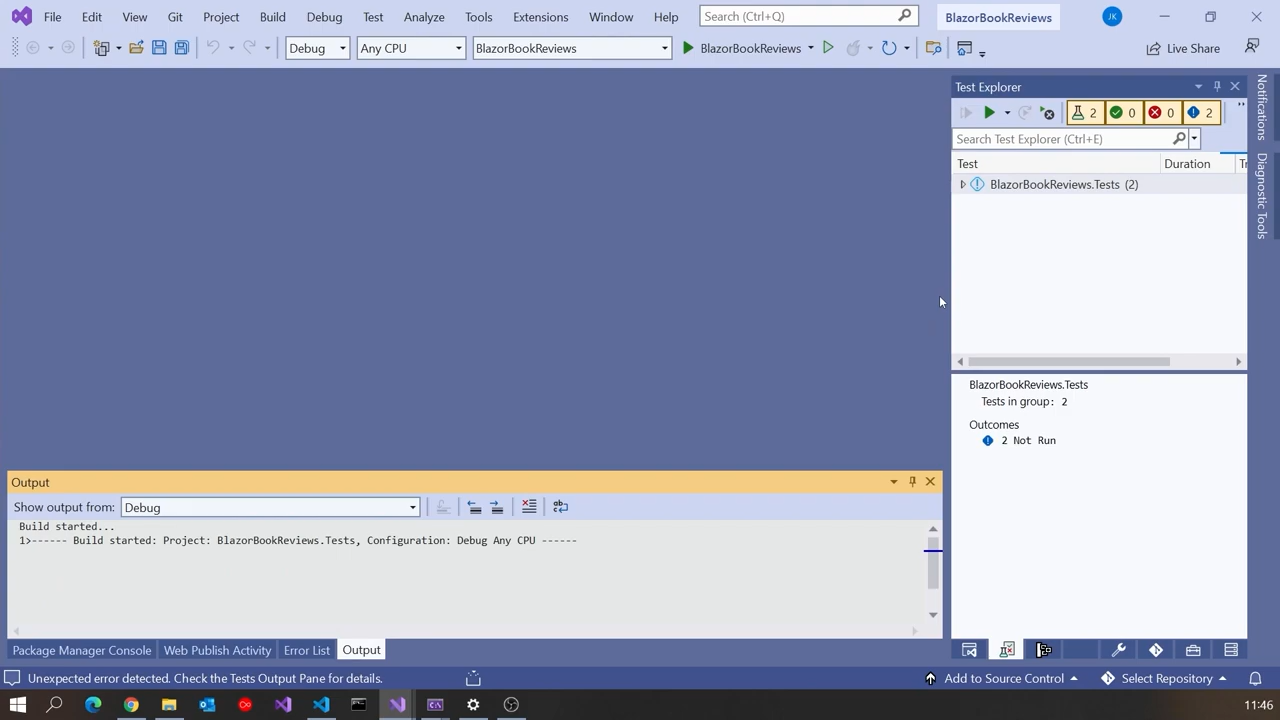 File Edit View Git Project Build Debug Test Analyze Tools Extensions Window Help Search (Ctrl+Q) BlazorBookReviews JK
Debug Any CPU BlazorBookReviews BlazorBookReviews Live Share
Test Explorer
2 0 0 2
Search Test Explorer (Ctrl+E)
Test Duration Tr
BlazorBookReviews.Tests (2)
Notifications
Diagnostic Tools
BlazorBookReviews.Tests
Tests in group: 2
Outcomes
2 Not Run
Output
Show output from: Debug
Build started...
1>------ Build started: Project: BlazorBookReviews.Tests, Configuration: Debug Any CPU ------
Package Manager Console Web Publish Activity Error List Output
Unexpected error detected. Check the Tests Output Pane for details. Add to Source Control Select Repository
11:46